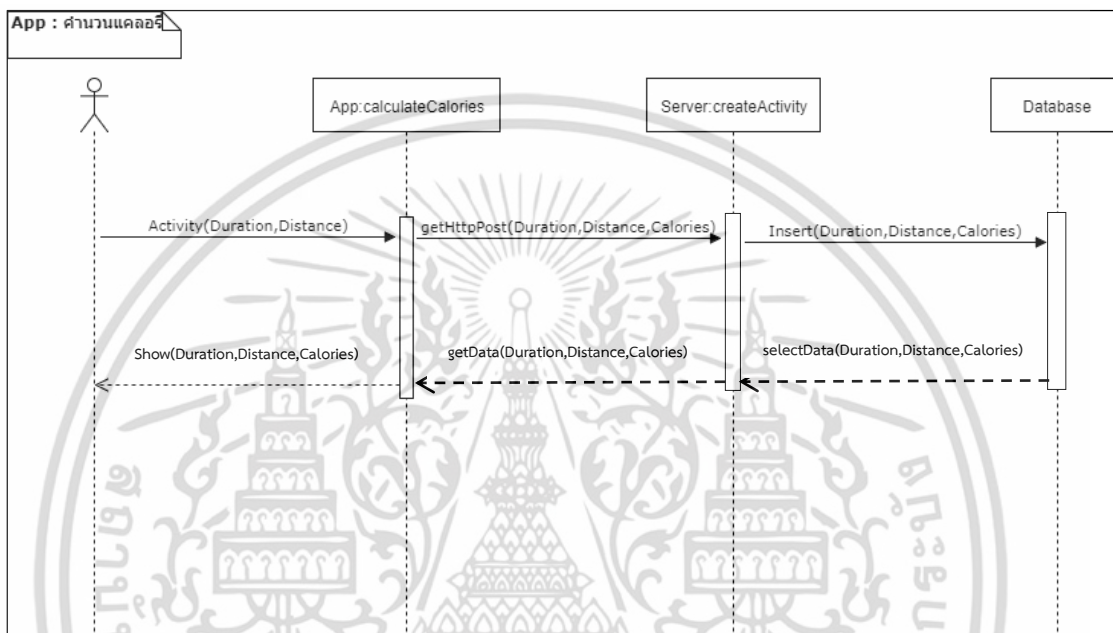 App : คำนวนแคลอรี่
App:calculateCalories
Server:createActivity
Database
Activity(Duration,Distance)
getHttpPost(Duration,Distance,Calories)
Insert(Duration,Distance,Calories)
Show(Duration,Distance,Calories)
getData(Duration,Distance,Calories)
selectData(Duration,Distance,Calories)